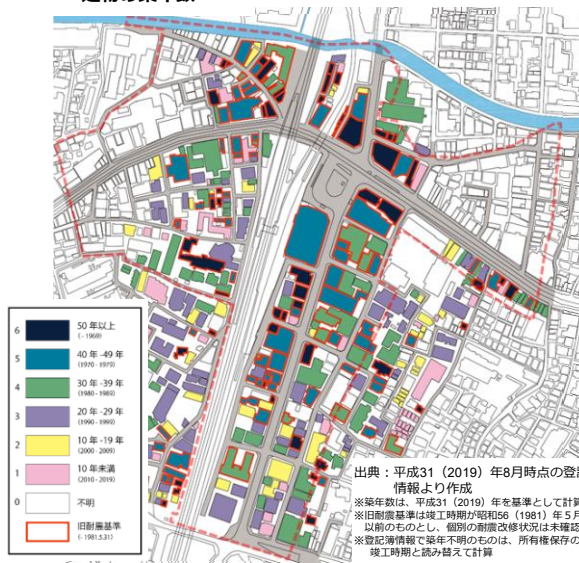 6 50年以上
(- 1969)
5 40年-49年
(1970 - 1979)
4 30年-39年
(1980 - 1989)
3 20年-29年
(1990 - 1999)
2 10年-19年
(2000 - 2009)
1 10年未満
(2010 - 2019)
0 不明
旧耐震基準
(- 1981.5.31)
出典：平成31（2019）年8月時点の登記
情報より作成
※築年数は、平成31（2019）年を基準として計算
※旧耐震基準は竣工時期が昭和56（1981）年５月
以前のものとし、個別の耐震改修状況は未確認
※登記簿情報で築年不明のものは、所有権保存の
竣工時期と読み替えて計算